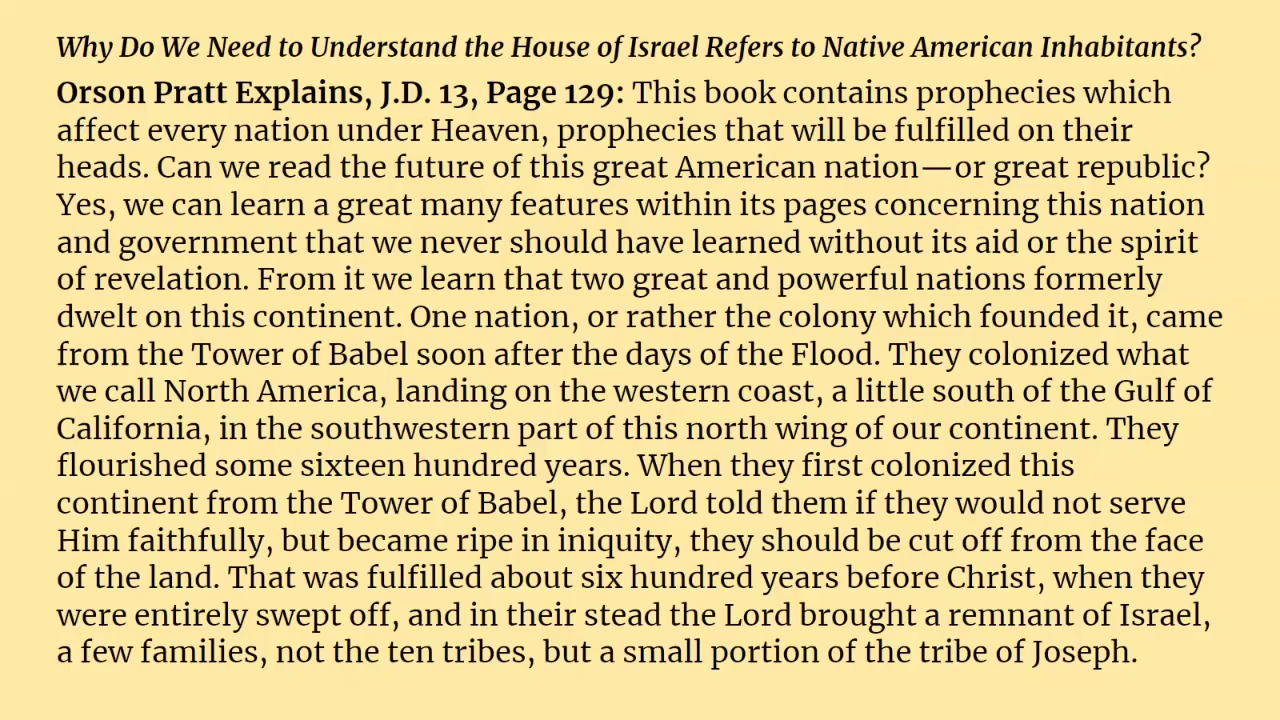 Why Do We Need to Understand the House of Israel Refers to Native American Inhabitants?
Orson Pratt Explains, J.D. 13, Page 129: This book contains prophecies which
affect every nation under Heaven, prophecies that will be fulfilled on their
heads. Can we read the future of this great American nation—or great republic?
Yes, we can learn a great many features within its pages concerning this nation
and government that we never should have learned without its aid or the spirit
of revelation. From it we learn that two great and powerful nations formerly
dwelt on this continent. One nation, or rather the colony which founded it, came
from the Tower of Babel soon after the days of the Flood. They colonized what
we call North America, landing on the western coast, a little south of the Gulf of
California, in the southwestern part of this north wing of our continent. They
flourished some sixteen hundred years. When they first colonized this
continent from the Tower of Babel, the Lord told them if they would not serve
Him faithfully, but became ripe in iniquity, they should be cut off from the face
of the land. That was fulfilled about six hundred years before Christ, when they
were entirely swept off, and in their stead the Lord brought a remnant of Israel,
a few families, not the ten tribes, but a small portion of the tribe of Joseph.